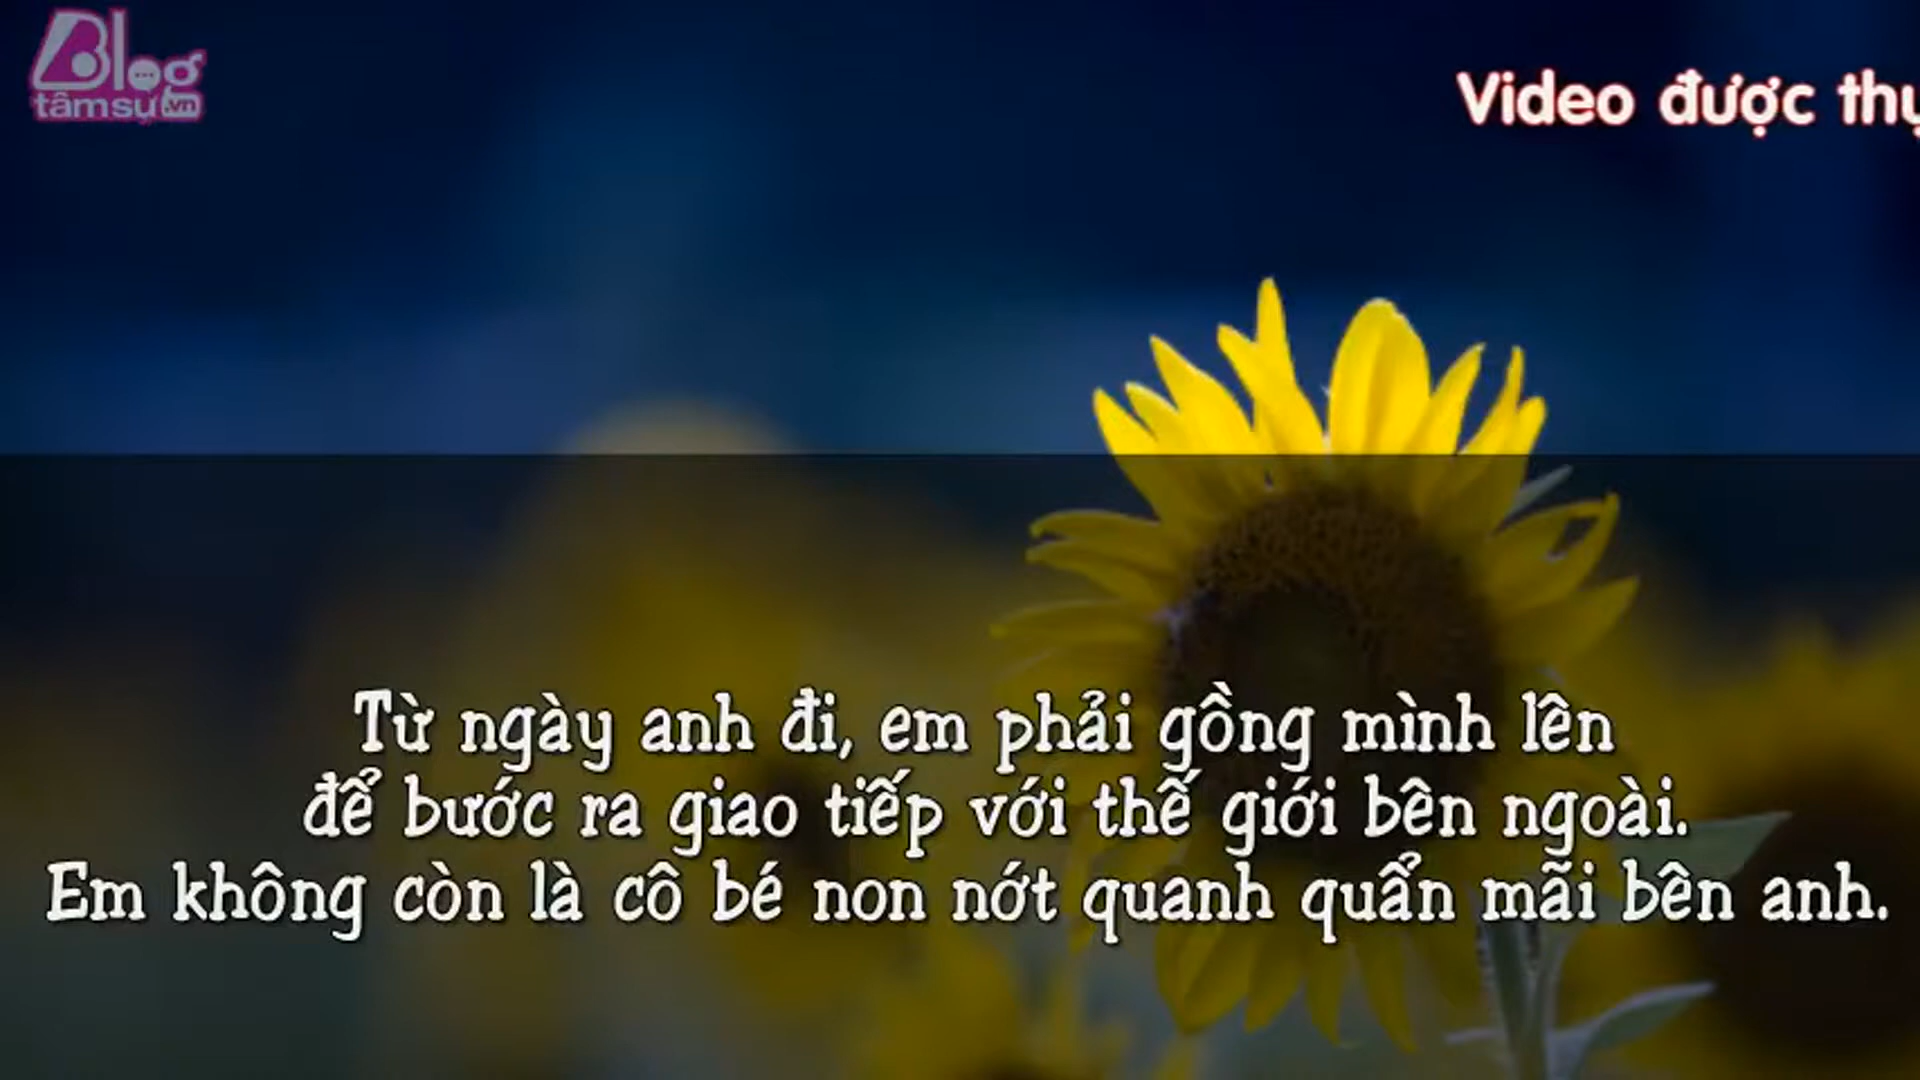 Blog
tâmsự.vn
Video được
Từ ngày anh đi, em phải gồng mình lên
để bước ra giao tiếp với thế giới bên ngoài.
Em không còn là cô bé non nớt quanh quẩn mãi bên anh.